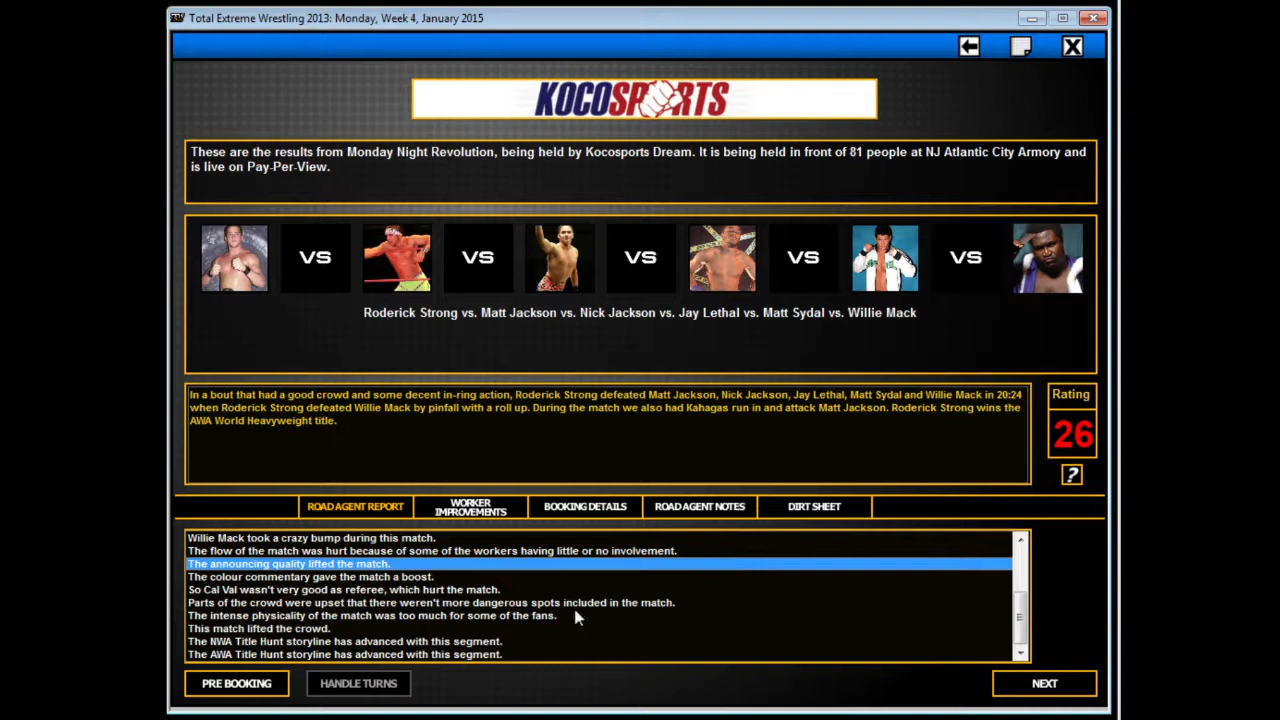 Total Extreme Wrestling 2013: Monday, Week 4, January 2015
KOCOSPORTS
These are the results from Monday Night Revolution, being held by Kocosports Dream. It is being held in front of 81 people at NJ Atlantic City Armory and
is live on Pay-Per-View.
VS VS VS VS VS
Roderick Strong vs. Matt Jackson vs. Nick Jackson vs. Jay Lethal vs. Matt Sydal vs. Willie Mack
In a bout that had a good crowd and some decent in-ring action, Roderick Strong defeated Matt Jackson, Nick Jackson, Jay Lethal, Matt Sydal and Willie Mack in 20:24
when Roderick Strong defeated Willie Mack by pinfall with a roll up. During the match we also had Kahagas run in and attack Matt Jackson. Roderick Strong wins the
AWA World Heavyweight title.
Rating
26
?
ROAD AGENT REPORT
WORKER
IMPROVEMENTS
BOOKING DETAILS
ROAD AGENT NOTES
DIRT SHEET
Willie Mack took a crazy bump during this match.
The flow of the match was hurt because of some of the workers having little or no involvement.
The announcing quality lifted the match.
The colour commentary gave the match a boost.
So Cal Val wasn't very good as referee, which hurt the match.
Parts of the crowd were upset that there weren't more dangerous spots included in the match.
The intense physicality of the match was too much for some of the fans.
This match lifted the crowd.
The NWA Title Hunt storyline has advanced with this segment.
The AWA Title Hunt storyline has advanced with this segment.
PRE BOOKING
HANDLE TURNS
NEXT